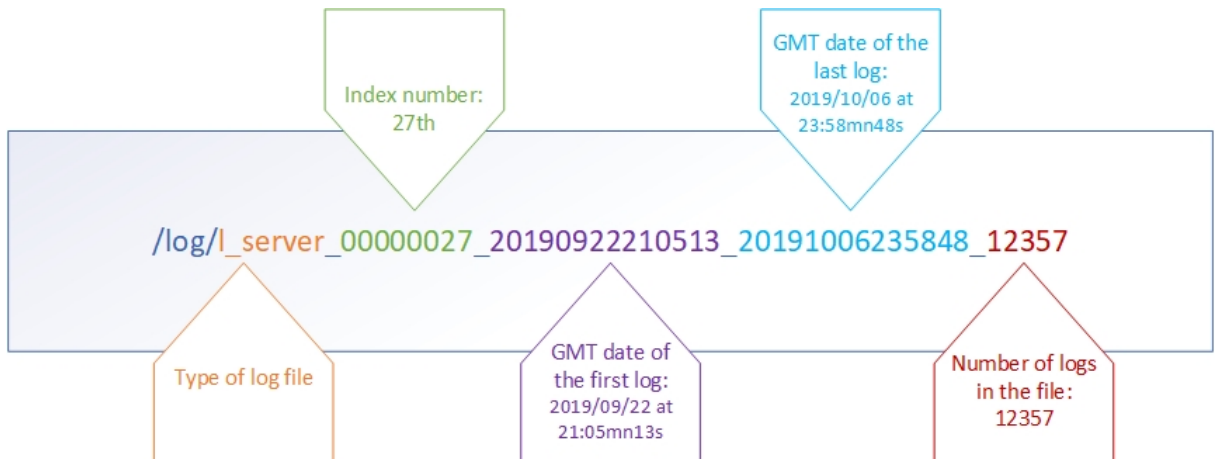 Index number:
27th
GMT date of the
last log:
2019/10/06 at
23:58mn48s
/log/l_server_00000027_20190922210513_20191006235848_12357
Type of log file
GMT date of
the first log:
2019/09/22 at
21:05mn13s
Number of logs
in the file:
12357